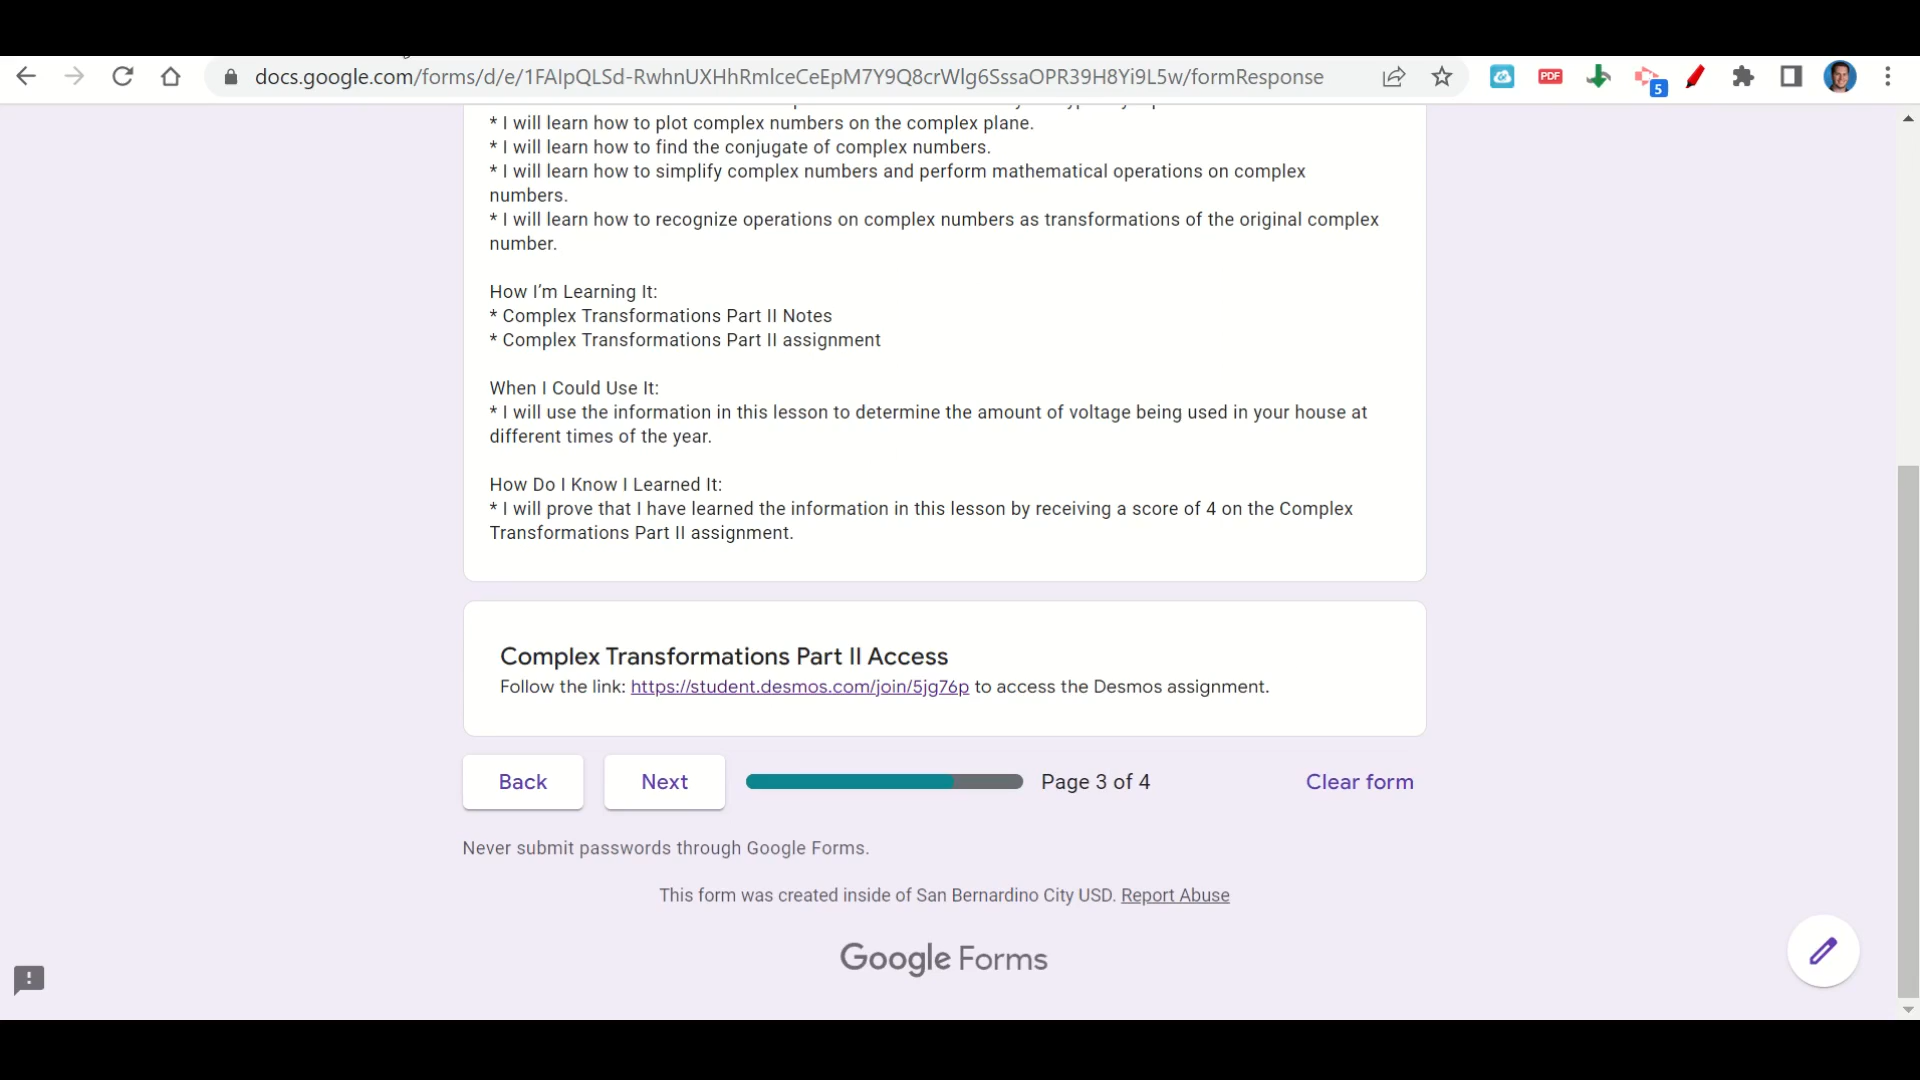 docs.google.com/forms/d/e/1FAIpQLSd-RwhnUXHhRmlceCeEpM7Y9Q8crWlg6SssaOPR39H8Yi9L5w/formResponse
PDF
5
* I will learn how to plot complex numbers on the complex plane.
* I will learn how to find the conjugate of complex numbers.
* I will learn how to simplify complex numbers and perform mathematical operations on complex
numbers.
* I will learn how to recognize operations on complex numbers as transformations of the original complex
number.
How I’m Learning It:
* Complex Transformations Part II Notes
* Complex Transformations Part II assignment
When I Could Use It:
* I will use the information in this lesson to determine the amount of voltage being used in your house at
different times of the year.
How Do I Know I Learned It:
* I will prove that I have learned the information in this lesson by receiving a score of 4 on the Complex
Transformations Part II assignment.
Complex Transformations Part II Access
Follow the link: https://student.desmos.com/join/5jg76p to access the Desmos assignment.
Back
Next
Page 3 of 4
Clear form
Never submit passwords through Google Forms.
This form was created inside of San Bernardino City USD. Report Abuse
Google Forms